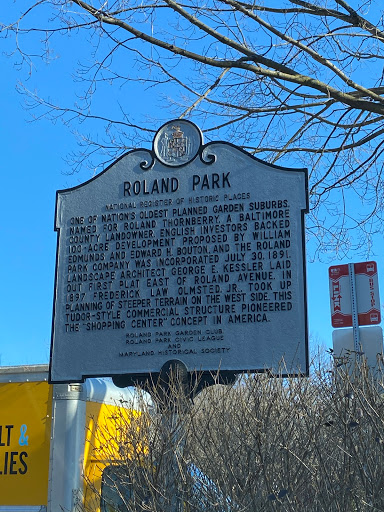 ROLAND PARK
NATIONAL REGISTER OF HISTORIC PLACES
ONE OF NATION'S OLDEST PLANNED GARDEN SUBURBS.
NAMED FOR ROLAND THORNBERRY, A BALTIMORE
COUNTY LANDOWNER. ENGLISH INVESTORS BACKED
100-ACRE DEVELOPMENT PROPOSED BY WILLIAM
EDMUNDS AND EDWARD H. BOUTON, AND THE ROLAND
PARK COMPANY WAS INCORPORATED JULY 30, 1891.
LANDSCAPE ARCHITECT GEORGE E. KESSLER LAID
OUT FIRST PLAT EAST OF ROLAND AVENUE. IN
1897 FREDERICK LAW OLMSTED, JR., TOOK UP
PLANNING OF STEEPER TERRAIN ON THE WEST SIDE. THIS
TUDOR-STYLE COMMERCIAL STRUCTURE PIONEERED
THE "SHOPPING CENTER" CONCEPT IN AMERICA.
ROLAND PARK GARDEN CLUB
ROLAND PARK CIVIC LEAGUE
AND
MARYLAND HISTORICAL SOCIETY
LT &
LIES